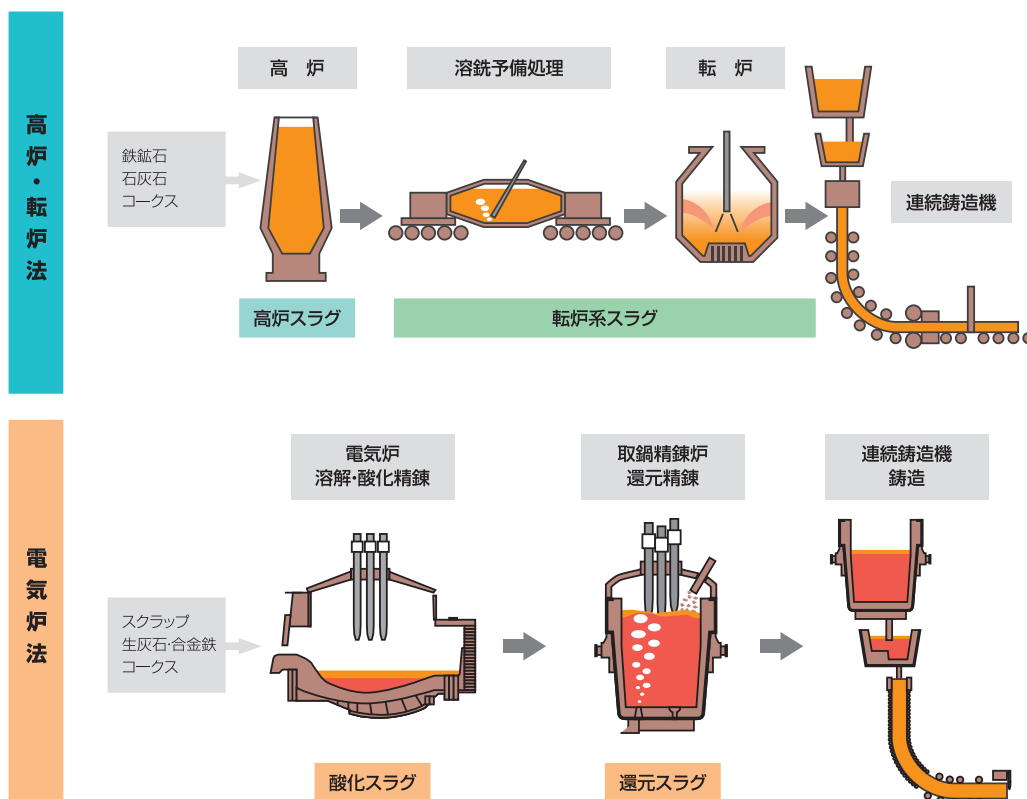 高炉・転炉法
高 炉
溶銑予備処理
転 炉
鉄鉱石
石灰石
コークス
連続鋳造機
高炉スラグ
転炉系スラグ
電気炉法
電気炉
溶解・酸化精錬
取鍋精錬炉
還元精錬
連続鋳造機
鋳造
スクラップ
生灰石・合金鉄
コークス
酸化スラグ
還元スラグ